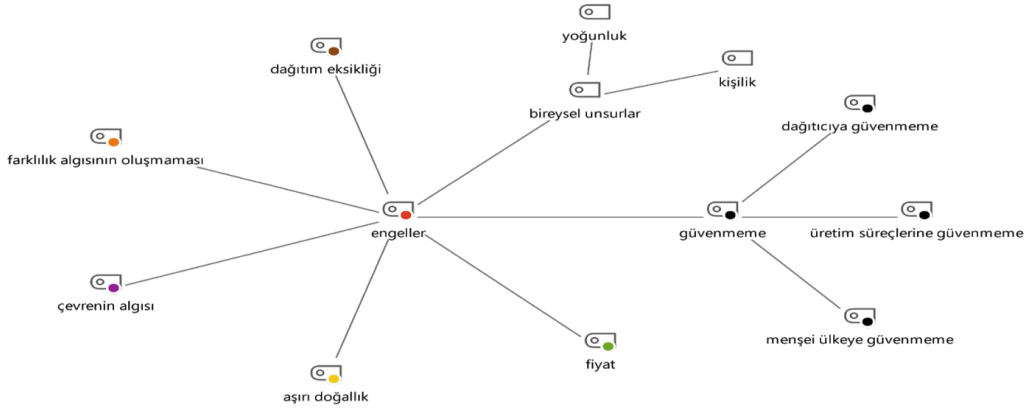 yoğunluk
dağıtım eksikliği
kişilik
bireysel unsurlar
dağıtıcıya güvenmeme
farklılık algısının oluşmaması
engeller
güvenmeme
üretim süreçlerine güvenmeme
çevrenin algısı
menşei ülkeye güvenmeme
fiyat
aşırı doğallık